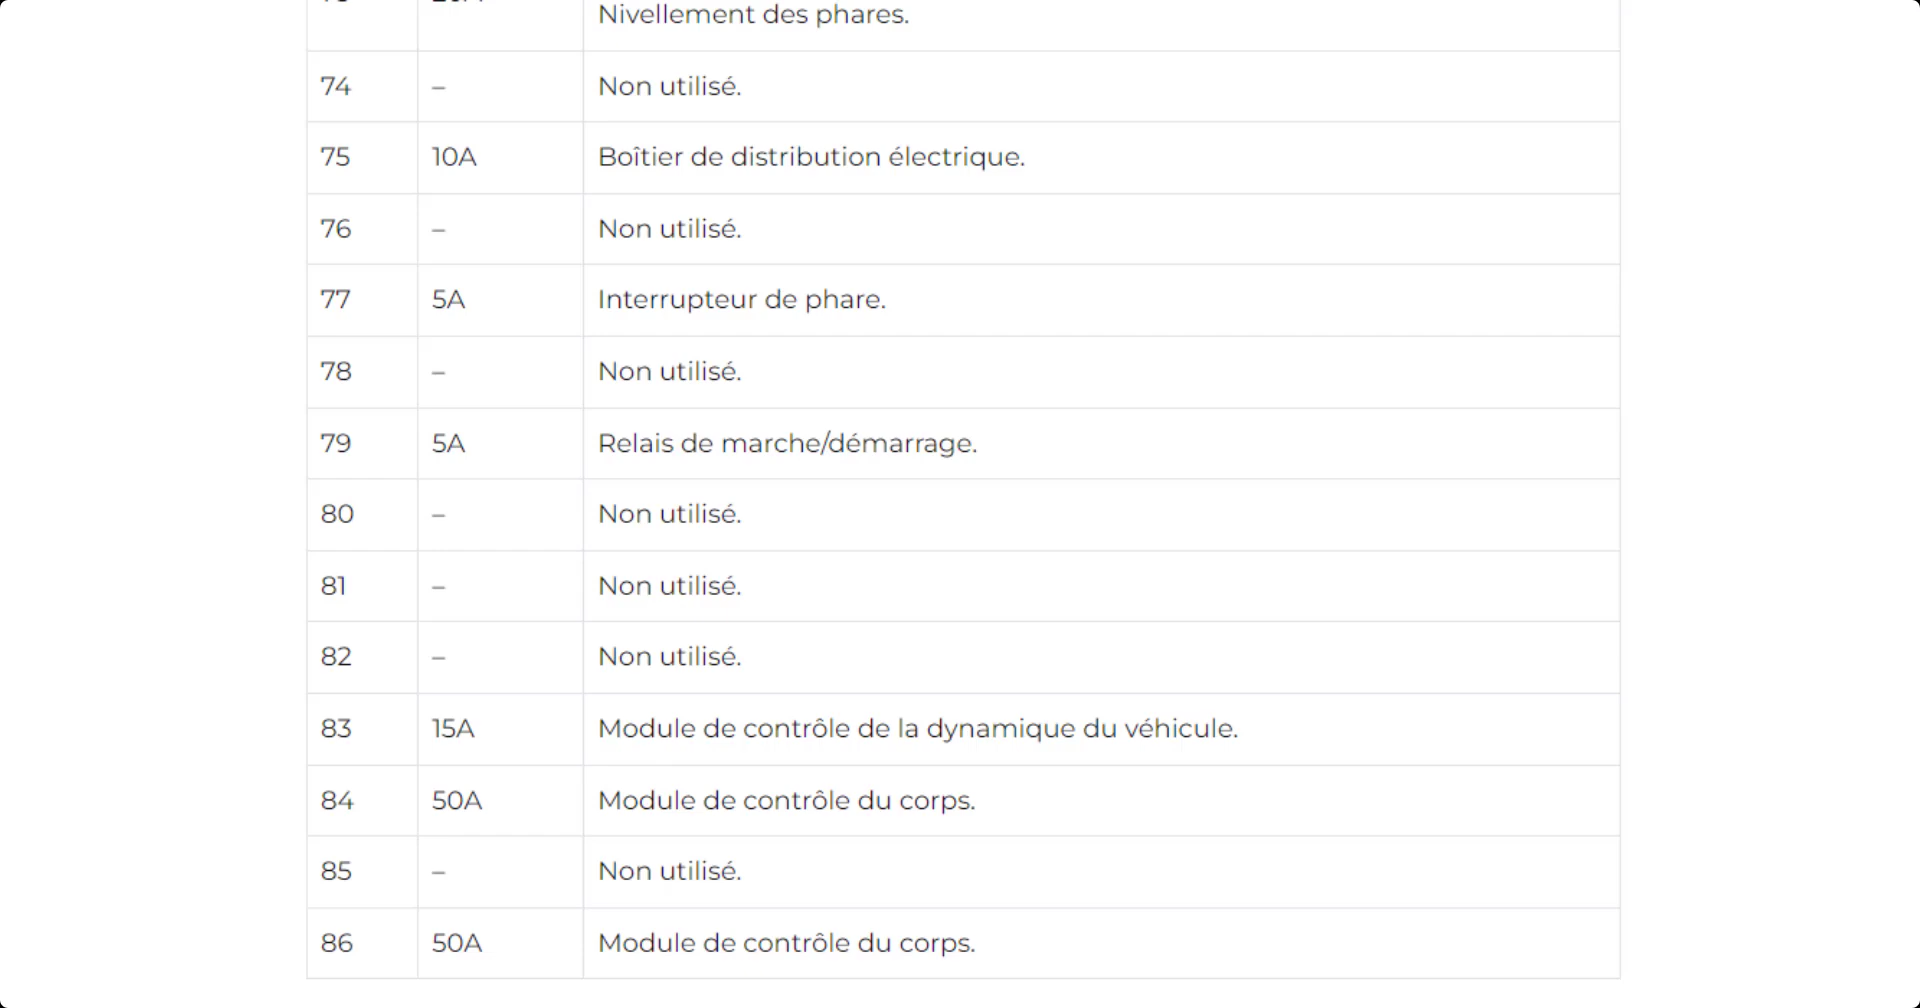 Nivellement des phares.
74 – Non utilisé.
75 10A Boîtier de distribution électrique.
76 – Non utilisé.
77 5A Interrupteur de phare.
78 – Non utilisé.
79 5A Relais de marche/démarrage.
80 – Non utilisé.
81 – Non utilisé.
82 – Non utilisé.
83 15A Module de contrôle de la dynamique du véhicule.
84 50A Module de contrôle du corps.
85 – Non utilisé.
86 50A Module de contrôle du corps.